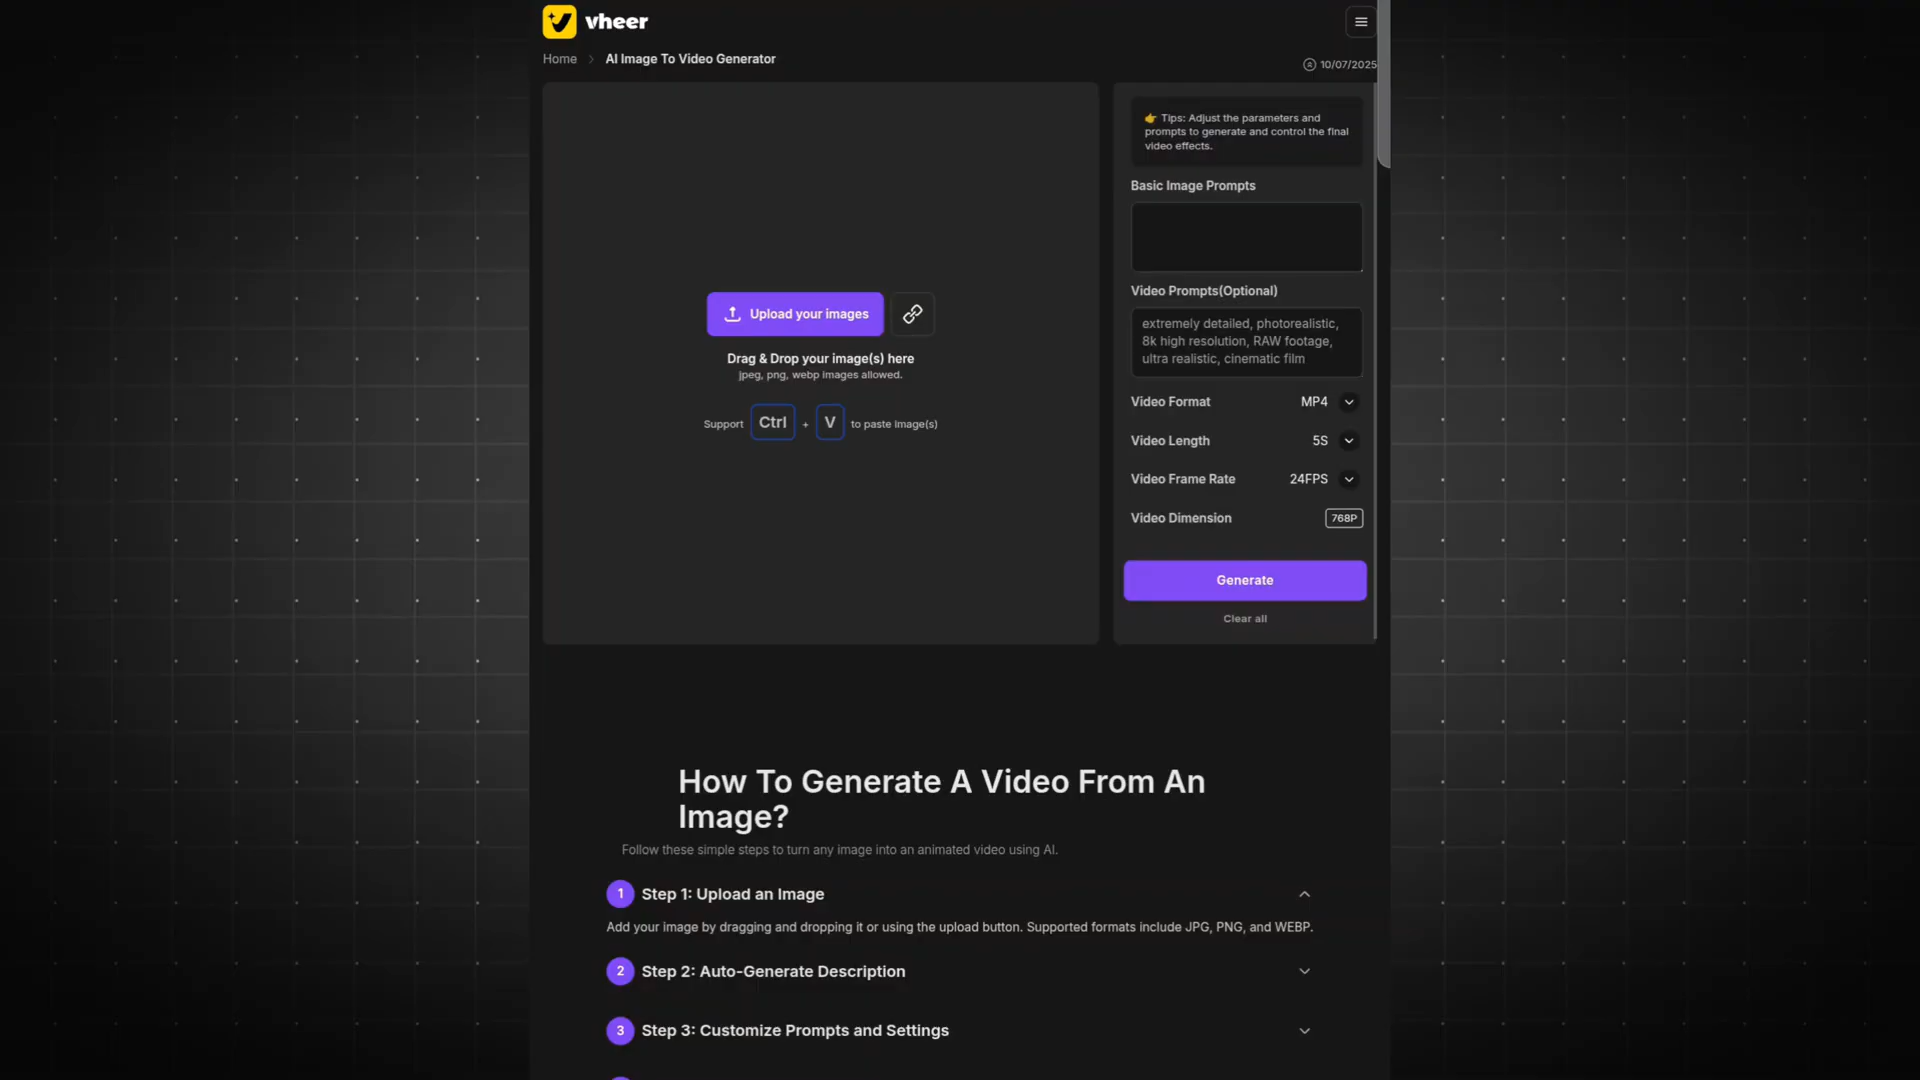 vheer
Home > AI Image To Video Generator
10/07/2025
👉 Tips: Adjust the parameters and
prompts to generate and control the final
video effects.
Basic Image Prompts
Upload your images
Drag & Drop your image(s) here
jpeg, png, webp images allowed.
Support Ctrl + V to paste image(s)
Video Prompts(Optional)
extremely detailed, photorealistic,
8k high resolution, RAW footage,
ultra realistic, cinematic film
Video Format MP4
Video Length 5S
Video Frame Rate 24FPS
Video Dimension 768P
Generate
Clear all
How To Generate A Video From An
Image?
Follow these simple steps to turn any image into an animated video using AI.
1 Step 1: Upload an Image
Add your image by dragging and dropping it or using the upload button. Supported formats include JPG, PNG, and WEBP.
2 Step 2: Auto-Generate Description
3 Step 3: Customize Prompts and Settings